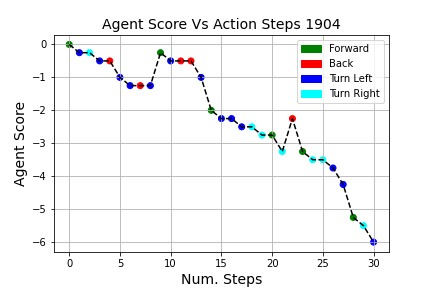 Agent Score Vs Action Steps 1904
Forward
Back
Turn Left
Turn Right
Agent Score
0
−1
−2
−3
−4
−5
−6
0 5 10 15 20 25 30
Num. Steps